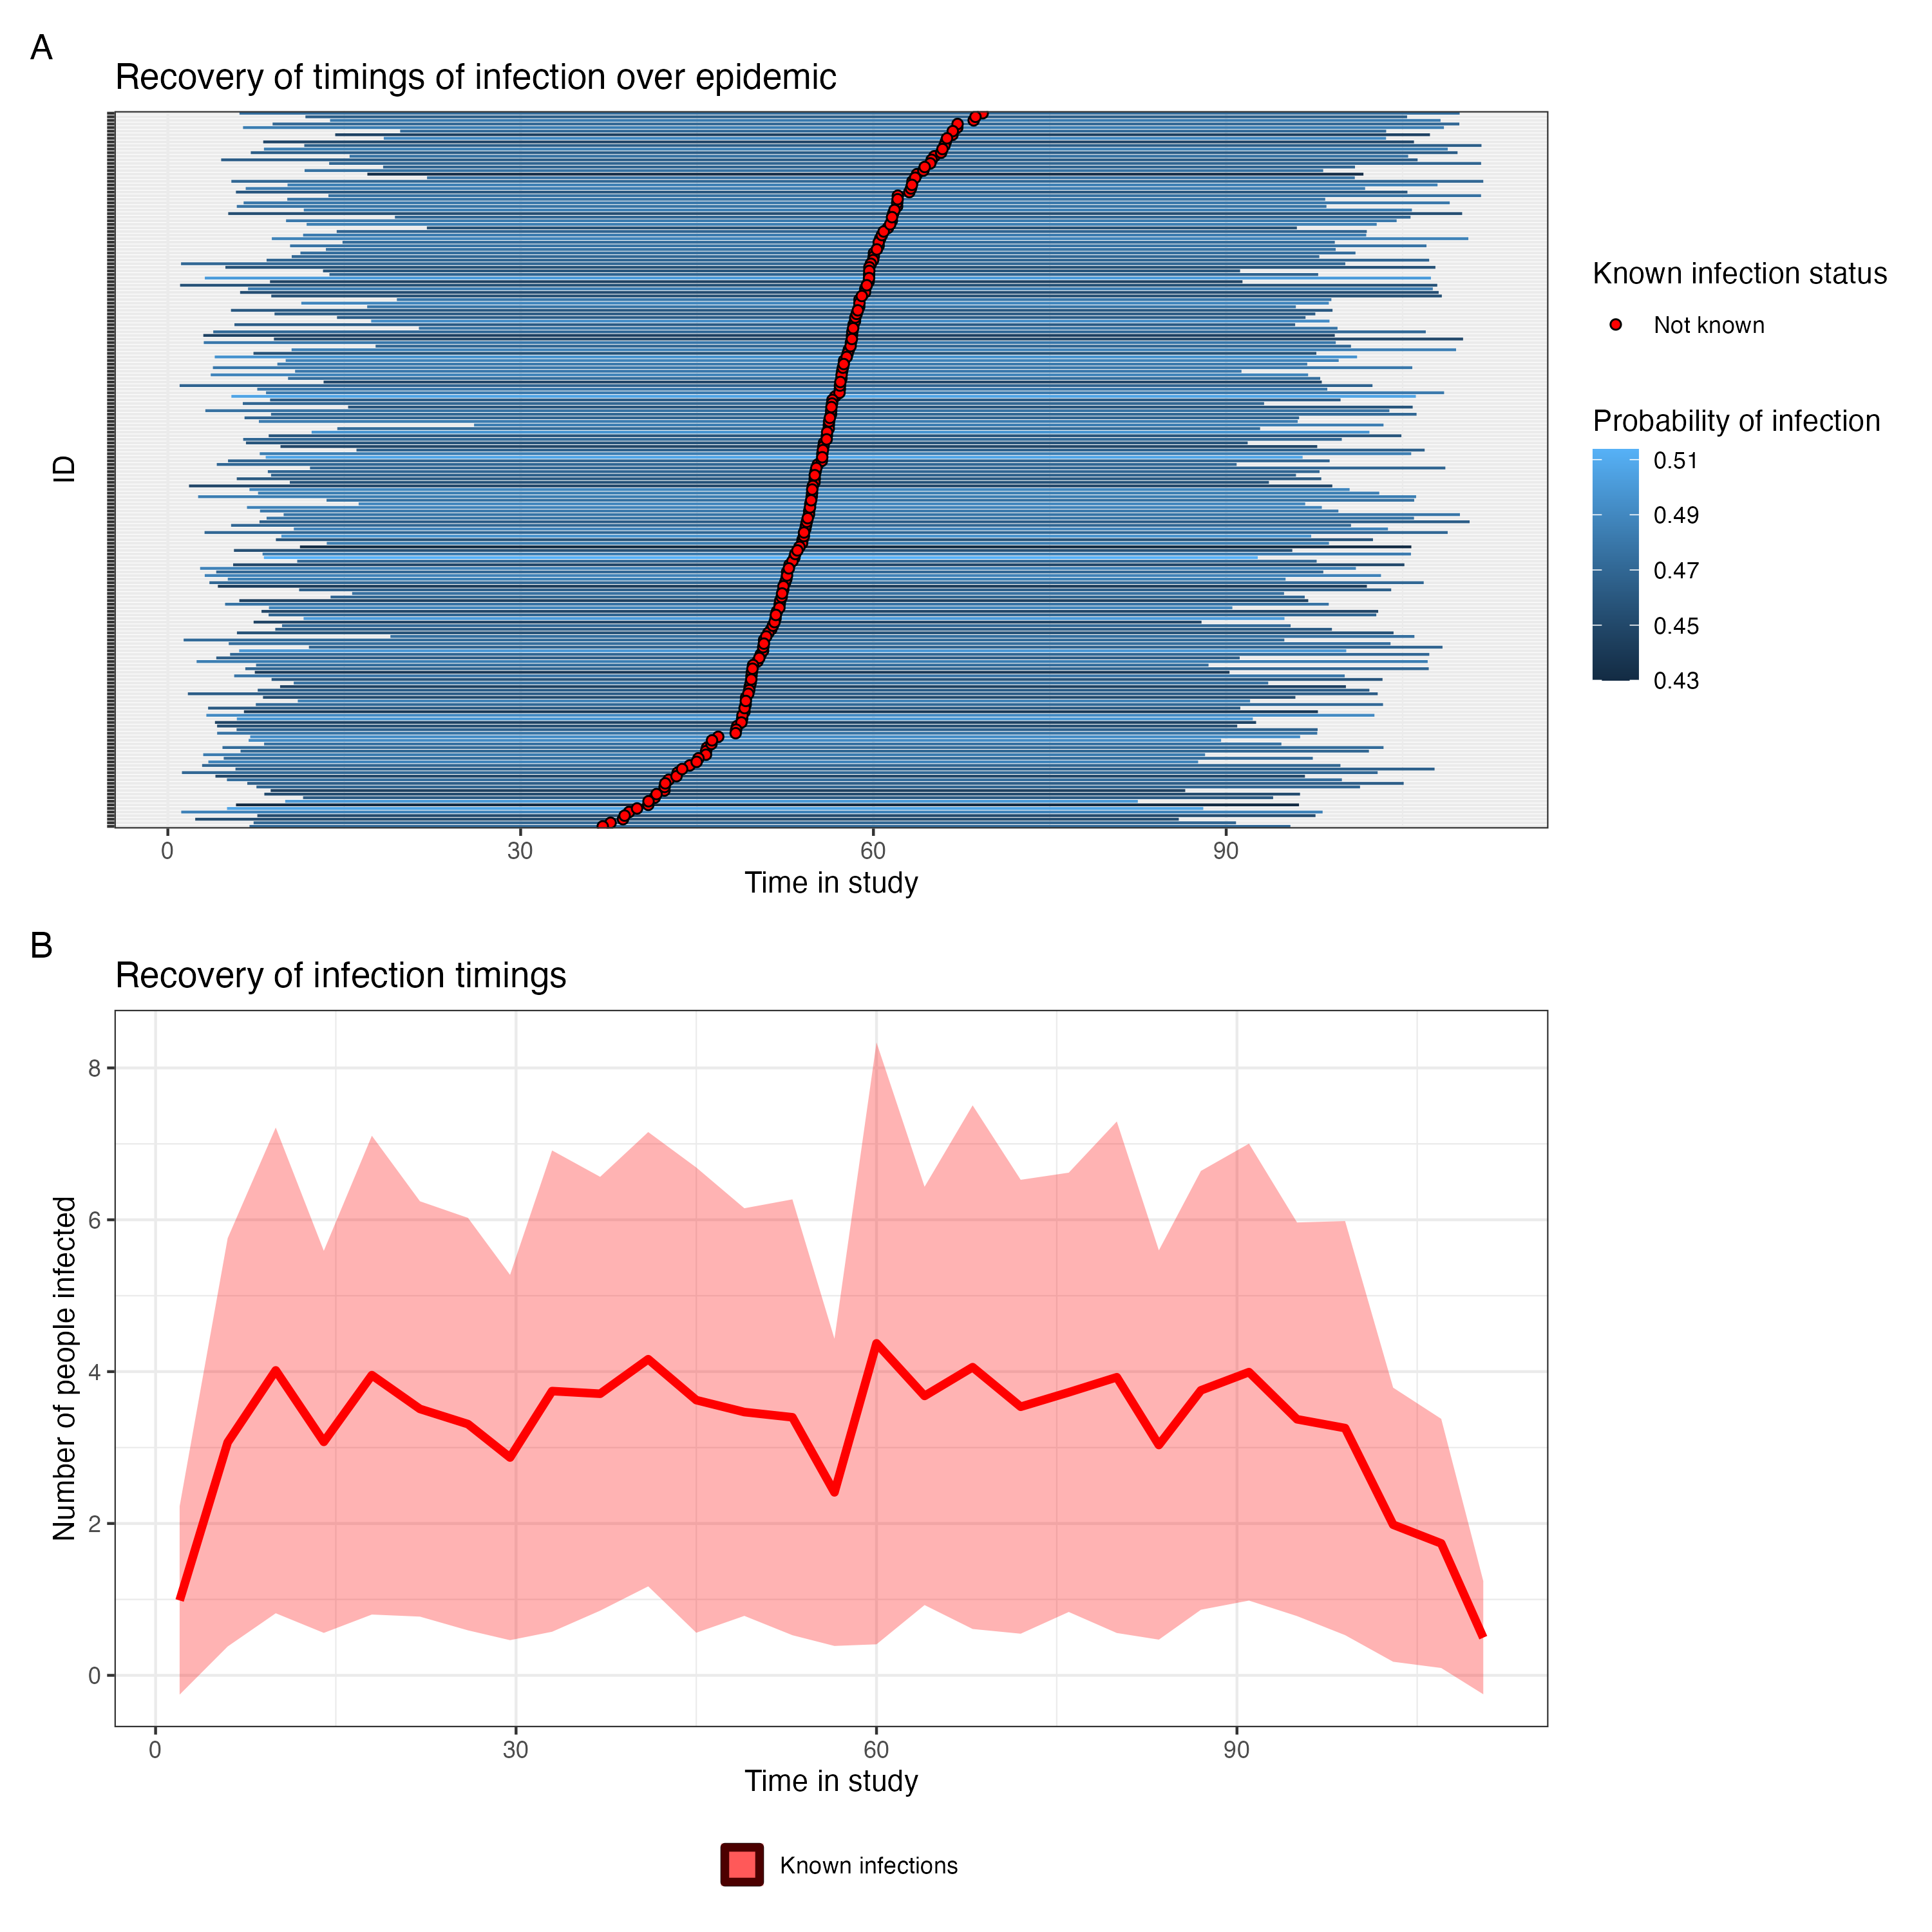 A
Recovery of timings of infection over epidemic
ID
0 30 60 90
Time in study
Known infection status
Not known
Probability of infection
0.51
0.49
0.47
0.45
0.43
B
Recovery of infection timings
Number of people infected
8
6
4
2
0
0 30 60 90
Time in study
Known infections